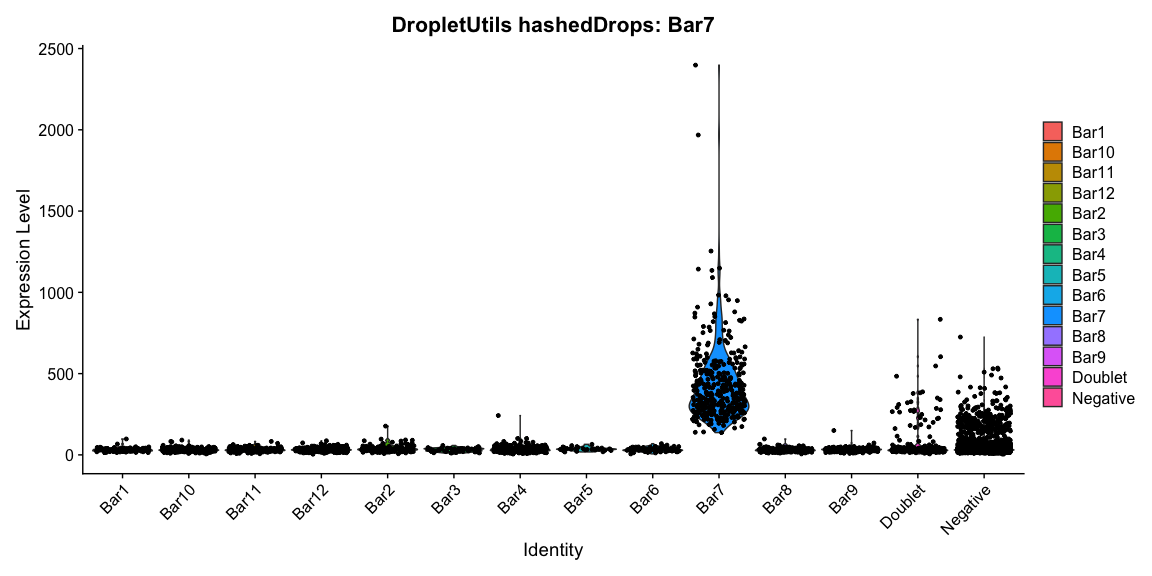 DropletUtils hashedDrops: Bar7
Expression Level
2500
2000
1500
1000
500
0
Bar1
Bar10
Bar11
Bar12
Bar2
Bar3
Bar4
Bar5
Bar6
Bar7
Bar8
Bar9
Doublet
Negative
Identity
Bar1
Bar10
Bar11
Bar12
Bar2
Bar3
Bar4
Bar5
Bar6
Bar7
Bar8
Bar9
Doublet
Negative